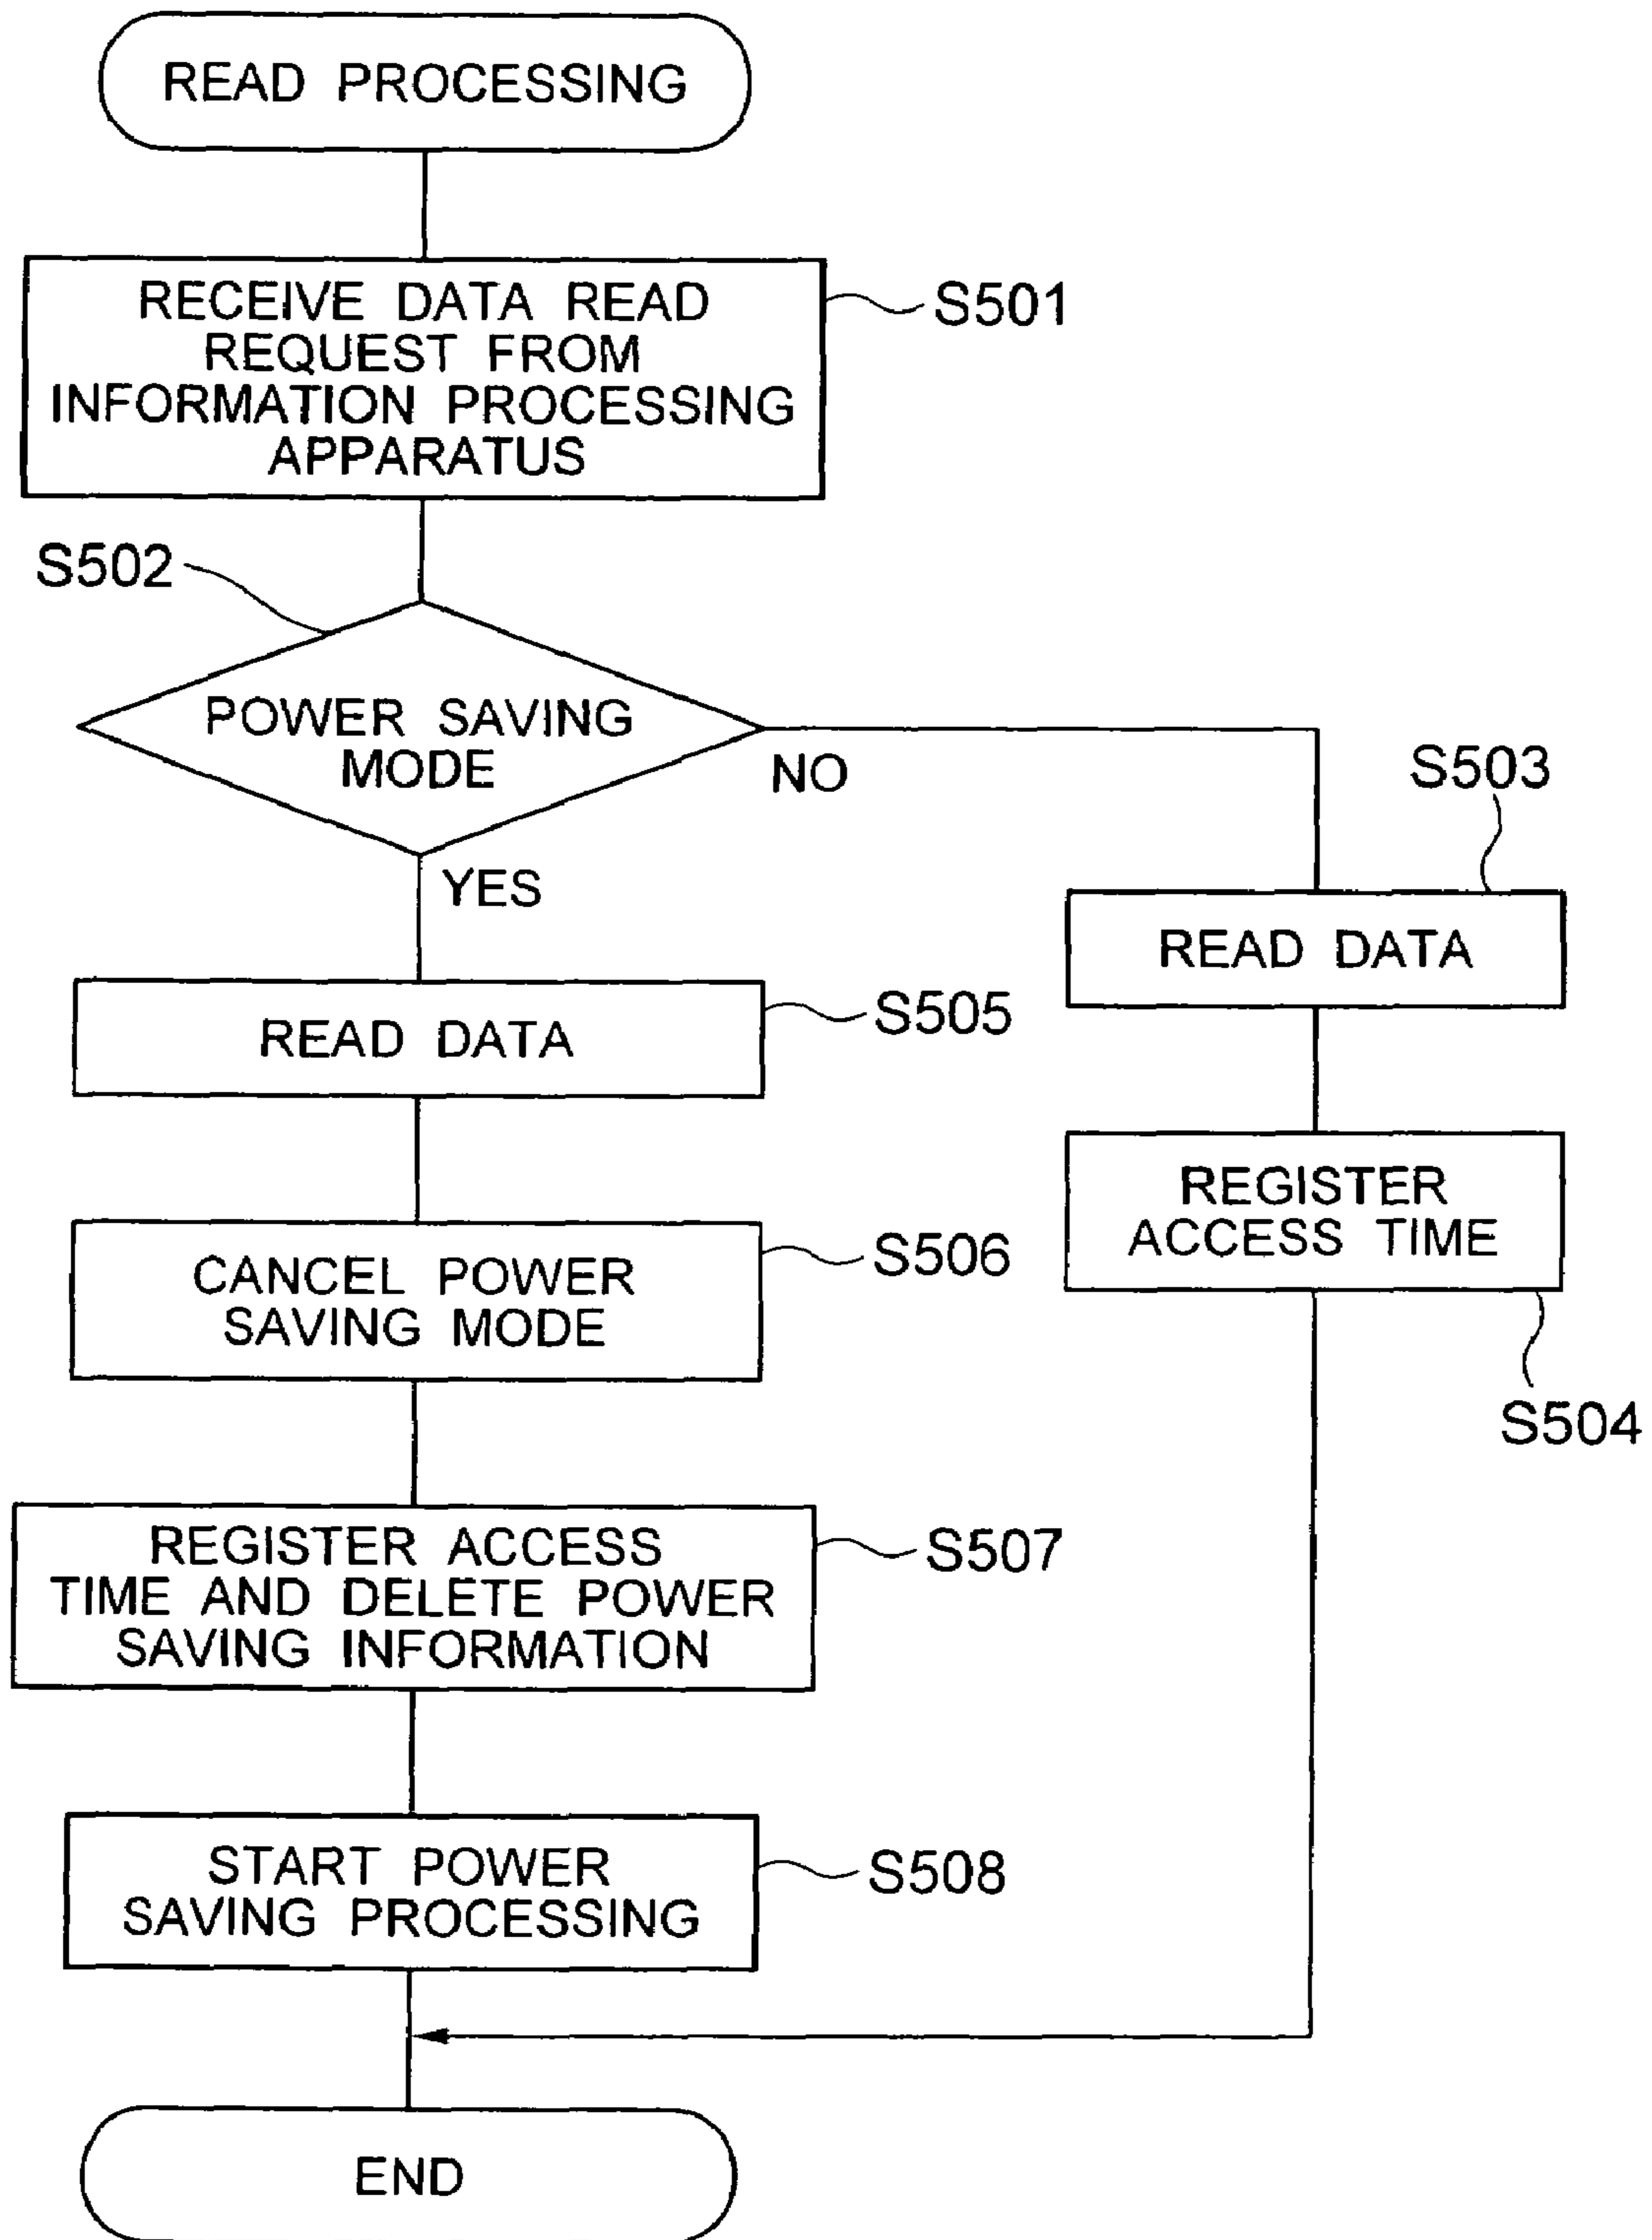 READ PROCESSING
RECEIVE DATA READ
REQUEST FROM
INFORMATION PROCESSING
APPARATUS
S501
S502
POWER SAVING
MODE
NO
YES
S503
READ DATA
READ DATA
S505
REGISTER
ACCESS TIME
S504
CANCEL POWER
SAVING MODE
S506
REGISTER ACCESS
TIME AND DELETE POWER
SAVING INFORMATION
S507
START POWER
SAVING PROCESSING
S508
END